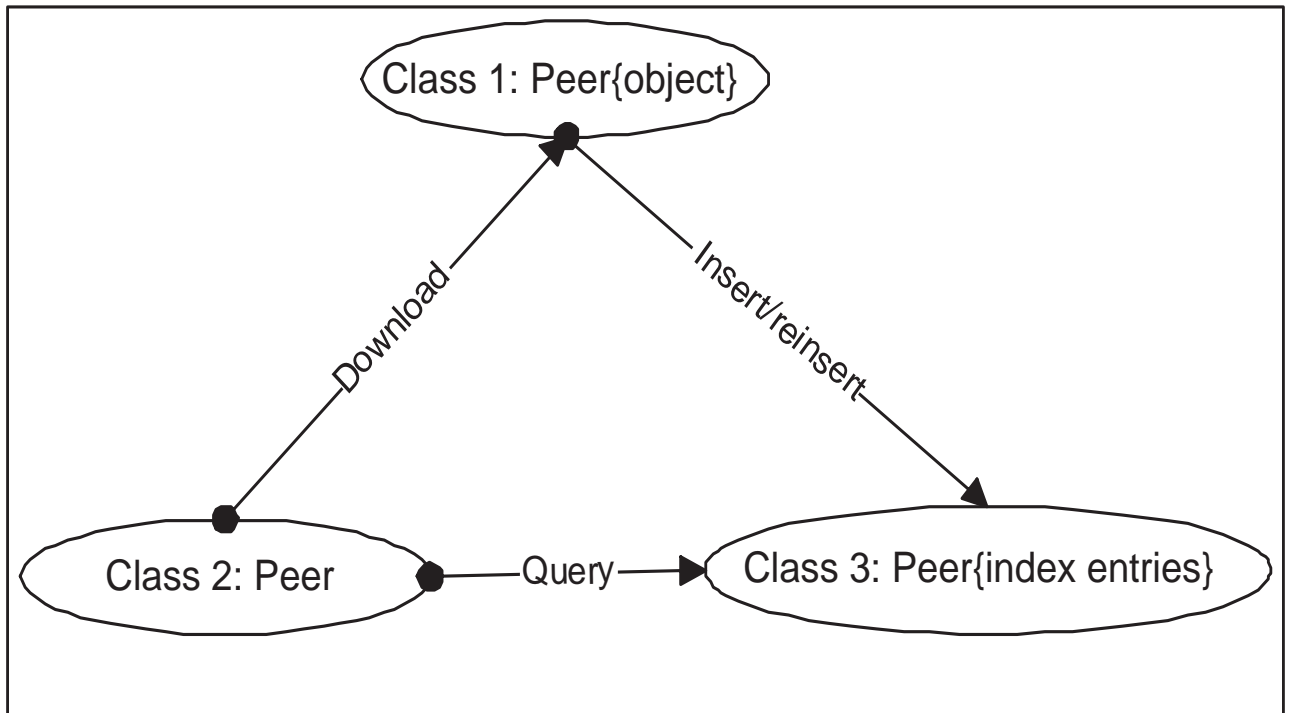 Class 1: Peer{object}
Download
Insert/reinsert
Class 2: Peer
Query
Class 3: Peer{index entries}